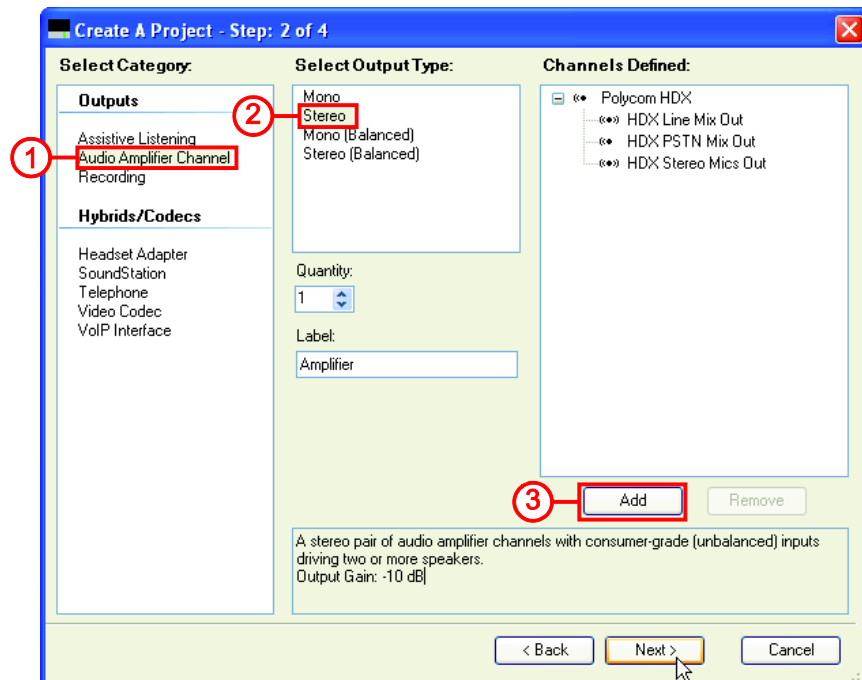 Create A Project - Step: 2 of 4
Select Category:
Outputs
Assistive Listening
1
Audio Amplifier Channel
Recording
Hybrids/Codecs
Headset Adapter
SoundStation
Telephone
Video Codec
VoIP Interface
Select Output Type:
Mono
2
Stereo
Mono (Balanced)
Stereo (Balanced)
Quantity:
1
Label:
Amplifier
Channels Defined:
Polycom HDX
HDX Line Mix Out
HDX PSTN Mix Out
HDX Stereo Mics Out
3
Add
Remove
A stereo pair of audio amplifier channels with consumer-grade (unbalanced) inputs
driving two or more speakers.
Output Gain: -10 dB
< Back
Next >
Cancel